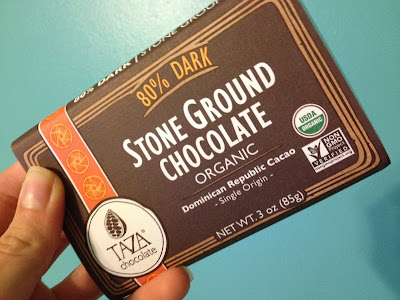 80% DARK / STONE GROUND
80% DARK
STONE GROUND
CHOCOLATE
ORGANIC
Dominican Republic Cacao
- Single Origin -
NET WT. 3 oz (85g)
TAZA®
chocolate
USDA
ORGANIC
NON
GMO
VERIFIED